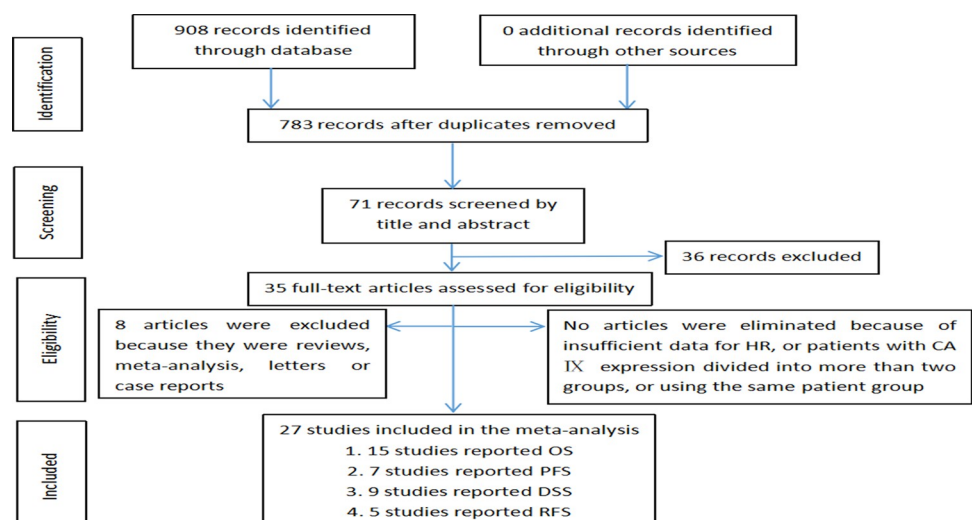 Identification
908 records identified
through database
0 additional records identified
through other sources
783 records after duplicates removed
Screening
71 records screened by
title and abstract
36 records excluded
Eligibility
35 full-text articles assessed for eligibility
8 articles were excluded
because they were reviews,
meta-analysis, letters or
case reports
No articles were eliminated because of
insufficient data for HR, or patients with CA
IX expression divided into more than two
groups, or using the same patient group
Included
27 studies included in the meta-analysis
1. 15 studies reported OS
2. 7 studies reported PFS
3. 9 studies reported DSS
4. 5 studies reported RFS